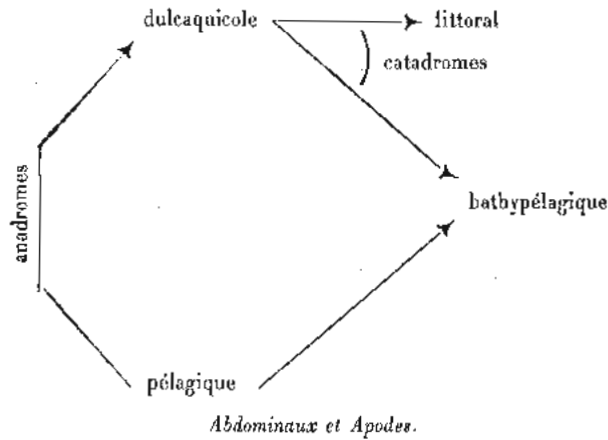 dulcaquicole
littoral
catadromes
anadromes
bathypélagique
pélagique
Abdominaux et Apodes.